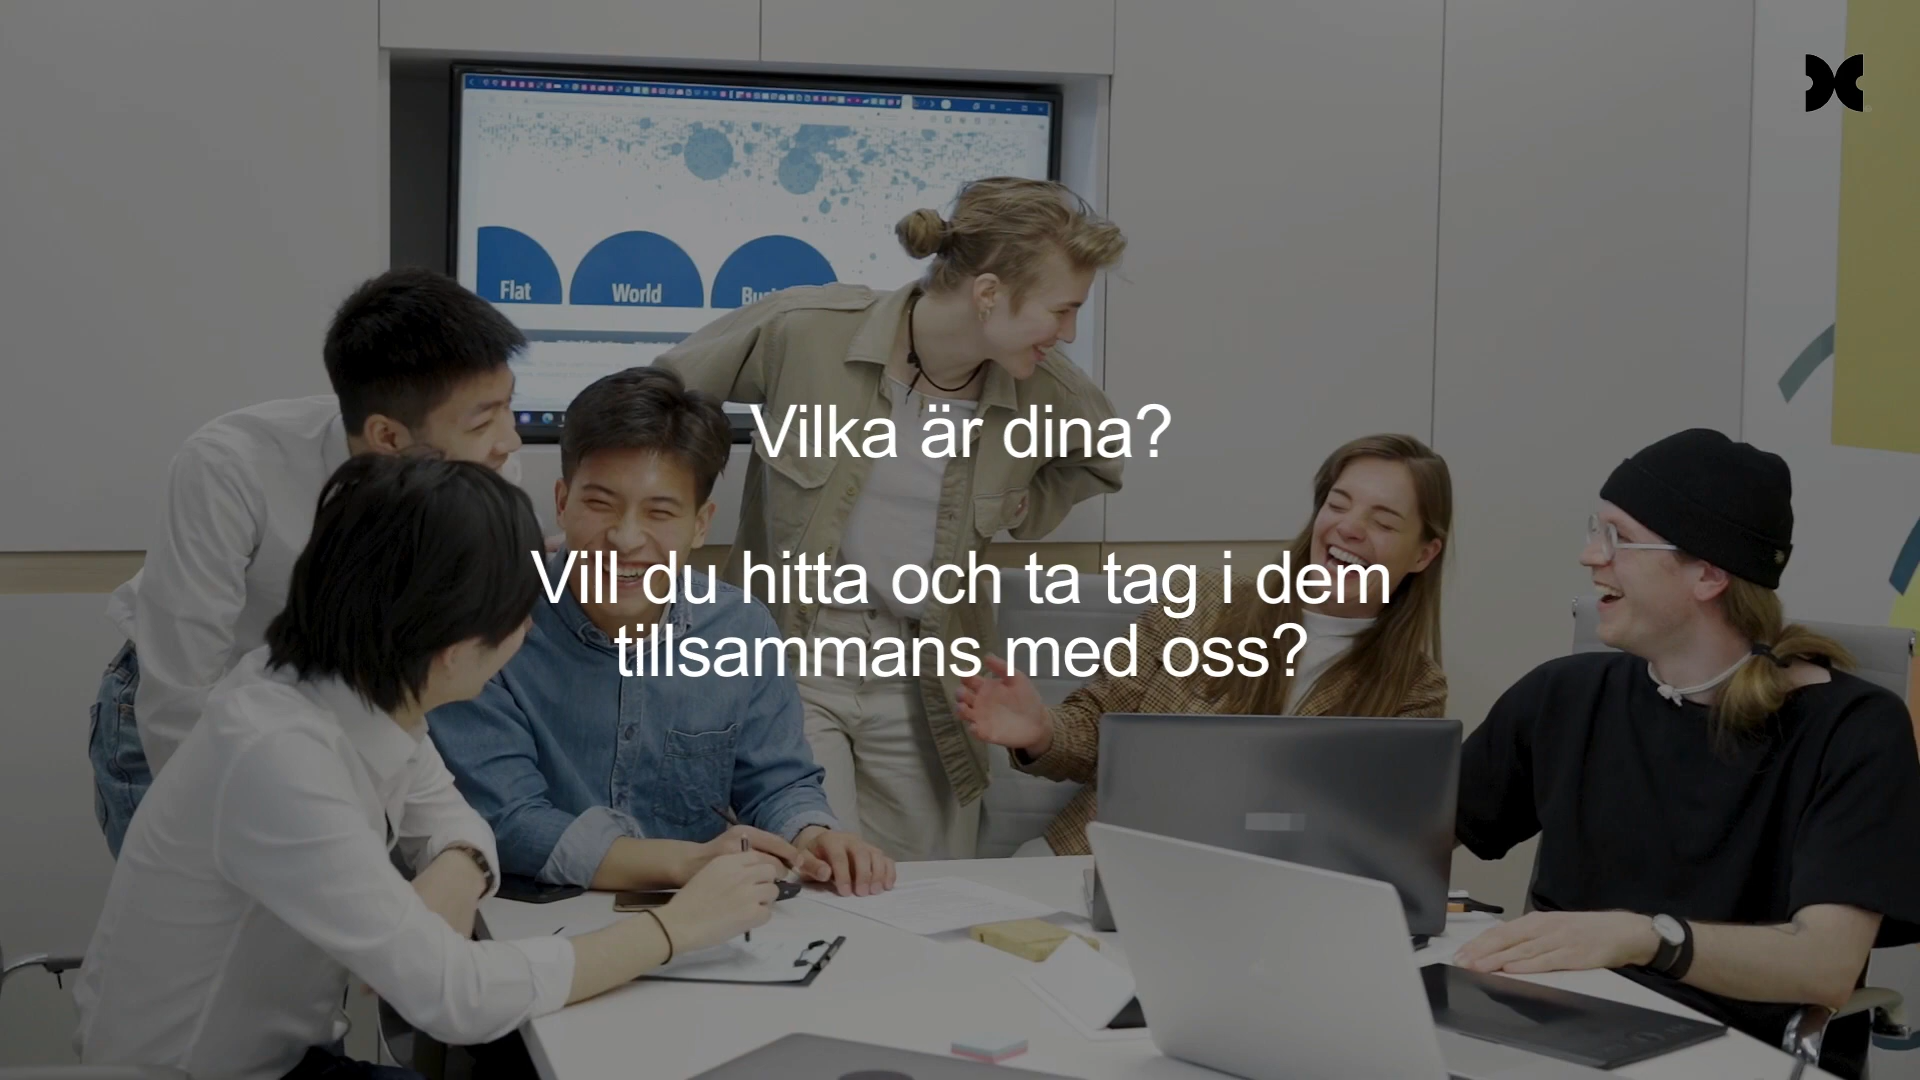 Flat
World
Vilka är dina?
Vill du hitta och ta tag i dem
tillsammans med oss?